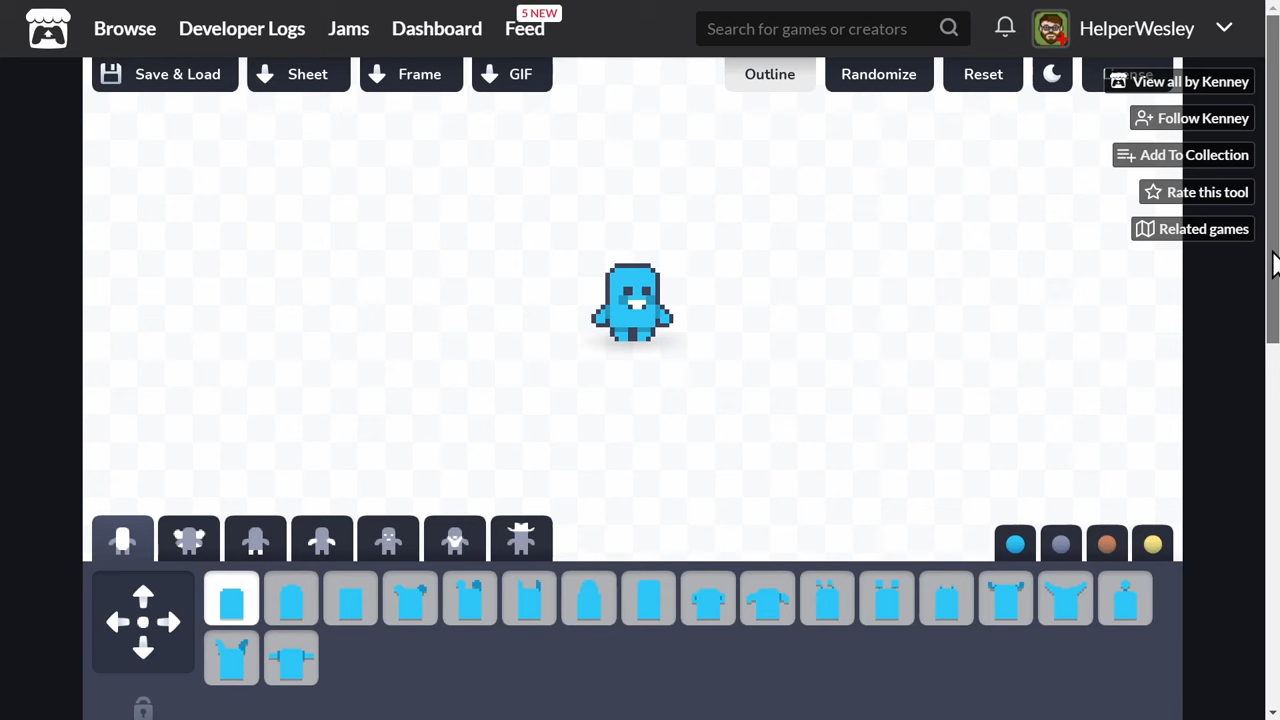 5 NEW
Browse Developer Logs Jams Dashboard Feed Search for games or creators HelperWesley
Save & Load Sheet Frame GIF Outline Randomize Reset License
View all by Kenney
Follow Kenney
Add To Collection
Rate this tool
Related games